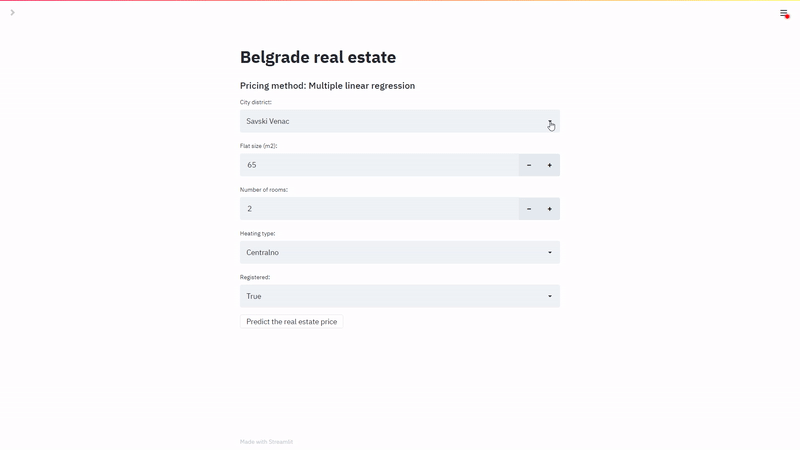 Belgrade real estate
Pricing method: Multiple linear regression
City district:
Savski Venac
Flat size (m2):
65
Number of rooms:
2
Heating type:
Centralno
Registered:
True
Predict the real estate price
Made with Streamlit